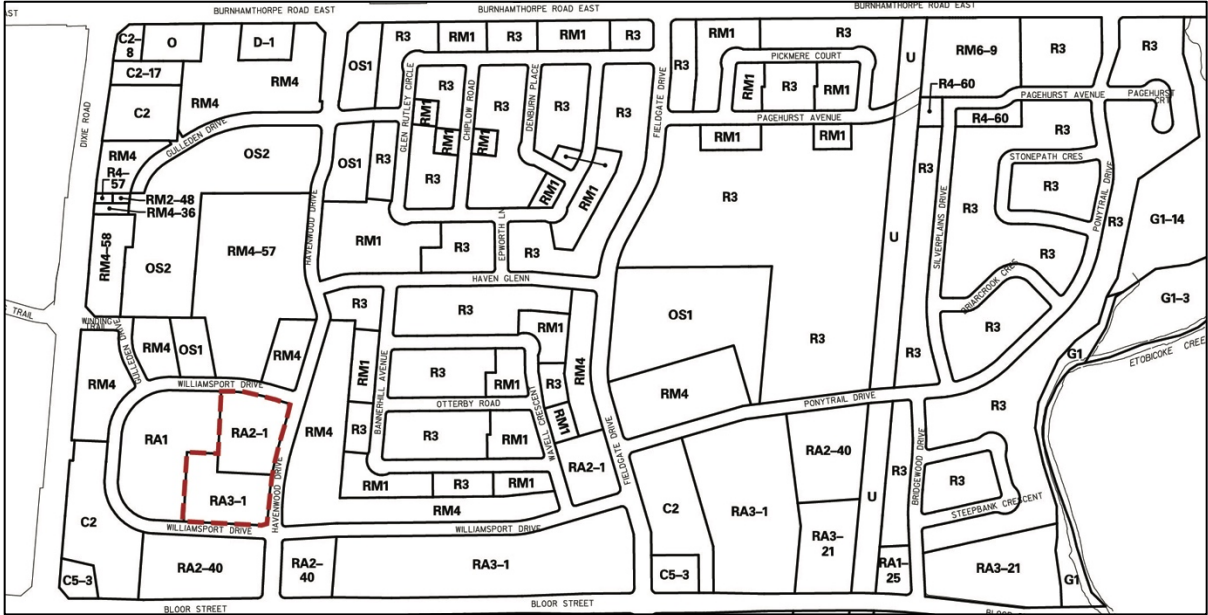 AST
BURNHAMTHORPE ROAD EAST
BURNHAMTHORPE ROAD EAST
C2–
8
O
D–1
OS1
R3
RM1
R3
RM1
R3
R3
RM1
R3
U
RM6–9
R3
R3
C2–17
RM4
PICKMERE COURT
C2
RM4
GLEN RUTLEY CIRCLE
R3
CHIPLOW ROAD
R3
DENBURN PLACE
R3
R3
FIELDGATE DRIVE
RM1
R3
RM1
R4–60
PAGEHURST AVENUE
PAGEHURST
CRT
DIXIE ROAD
GULLEDEN DRIVE
RM1
PAGEHURST AVENUE
R4–60
R3
RM1
RM1
RM1
RM1
RM4
OS2
OS1
R3
R3
STONEPATH CRES
R4–
57
RM2–48
RM4–36
HAVENWOOD DRIVE
RM1
RM1
R3
R3
SILVERPLAINS DRIVE
R3
R3
PONYTRAIL DRIVE
R3
G1–14
RM4–58
OS2
RM4–57
RM1
R3
EPWORTH LN
R3
U
R3
HAVEN GLENN
E TRAIL
WINDING
TRAIL
GULLEDEN DRIVE
RM4
OS1
RM4
R3
R3
RM1
OS1
R3
R3
BRIARCROOK CRES
R3
G1–3
G1
ETOBICOKE CREE
RM4
WILLIAMSPORT DRIVE
RM1
BANNERHILL AVENUE
R3
RM1
R3
RM4
RM4
PONYTRAIL DRIVE
R3
OTTERBY ROAD
WAVELL CRESCENT
RA1
RA2–1
RM4
R3
R3
RM1
RM1
RA2–1
FIELDGATE DRIVE
RA2–40
R3
BRIDGEWOOD DRIVE
R3
RA3–1
HAVENWOOD DRIVE
RM1
R3
RM1
RM4
U
STEEPBANK CRESCENT
C2
WILLIAMSPORT DRIVE
WILLIAMSPORT DRIVE
C2
RA3–1
RA3–
21
C5–3
RA2–40
RA2–
40
RA3–1
C5–3
RA1–
25
RA3–21
G1
BLOOR STREET
BLOOR STREET
BLOO